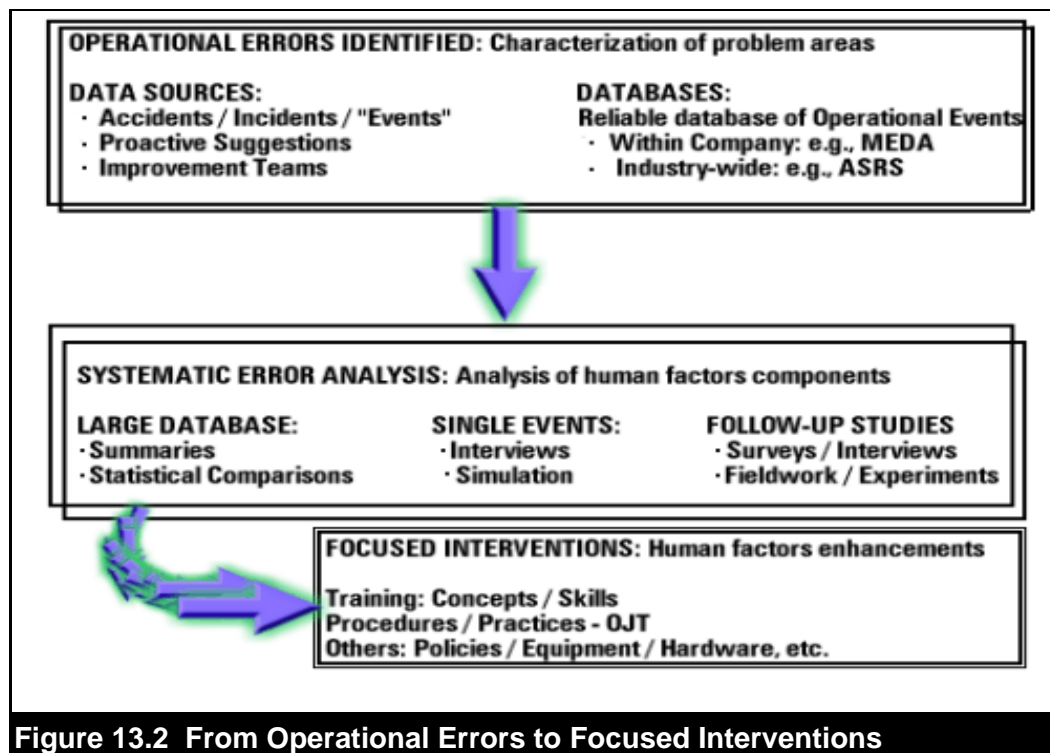 OPERATIONAL ERRORS IDENTIFIED: Characterization of problem areas
DATA SOURCES:
· Accidents / Incidents / "Events"
· Proactive Suggestions
· Improvement Teams
DATABASES:
Reliable database of Operational Events
· Within Company: e.g., MEDA
· Industry-wide: e.g., ASRS
SYSTEMATIC ERROR ANALYSIS: Analysis of human factors components
LARGE DATABASE:
· Summaries
· Statistical Comparisons
SINGLE EVENTS:
· Interviews
· Simulation
FOLLOW-UP STUDIES
· Surveys / Interviews
· Fieldwork / Experiments
FOCUSED INTERVENTIONS: Human factors enhancements
Training: Concepts / Skills
Procedures / Practices - OJT
Others: Policies / Equipment / Hardware, etc.
Figure 13.2 From Operational Errors to Focused Interventions